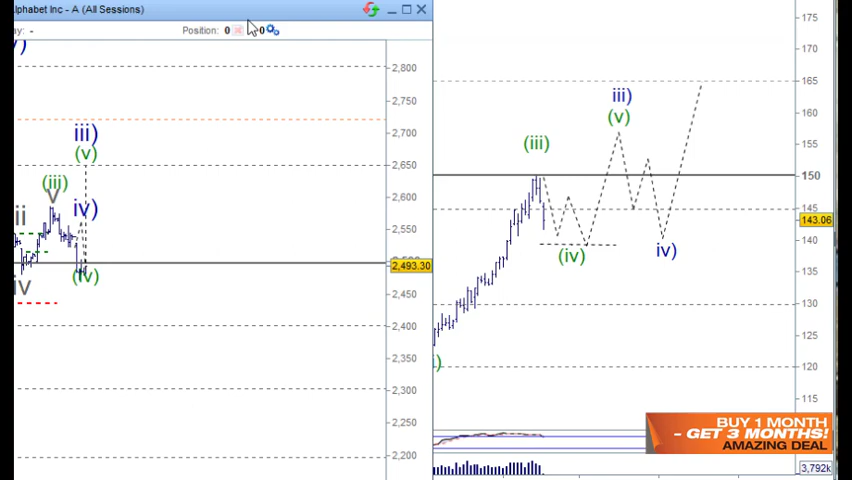 lphabet Inc - A (All Sessions)
ay: -
Position: 0
0
2,800
2,750
2,700
2,650
2,600
2,550
2,450
2,400
2,350
2,300
2,250
2,200
2,493.30
iii)
(v)
(iii)
v
ii
iv)
(iv)
iv
175
170
165
160
155
150
145
143.06
140
135
130
125
120
115
3,792k
iii)
(v)
(iii)
(iv)
iv)
BUY 1 MONTH
- GET 3 MONTHS!
AMAZING DEAL